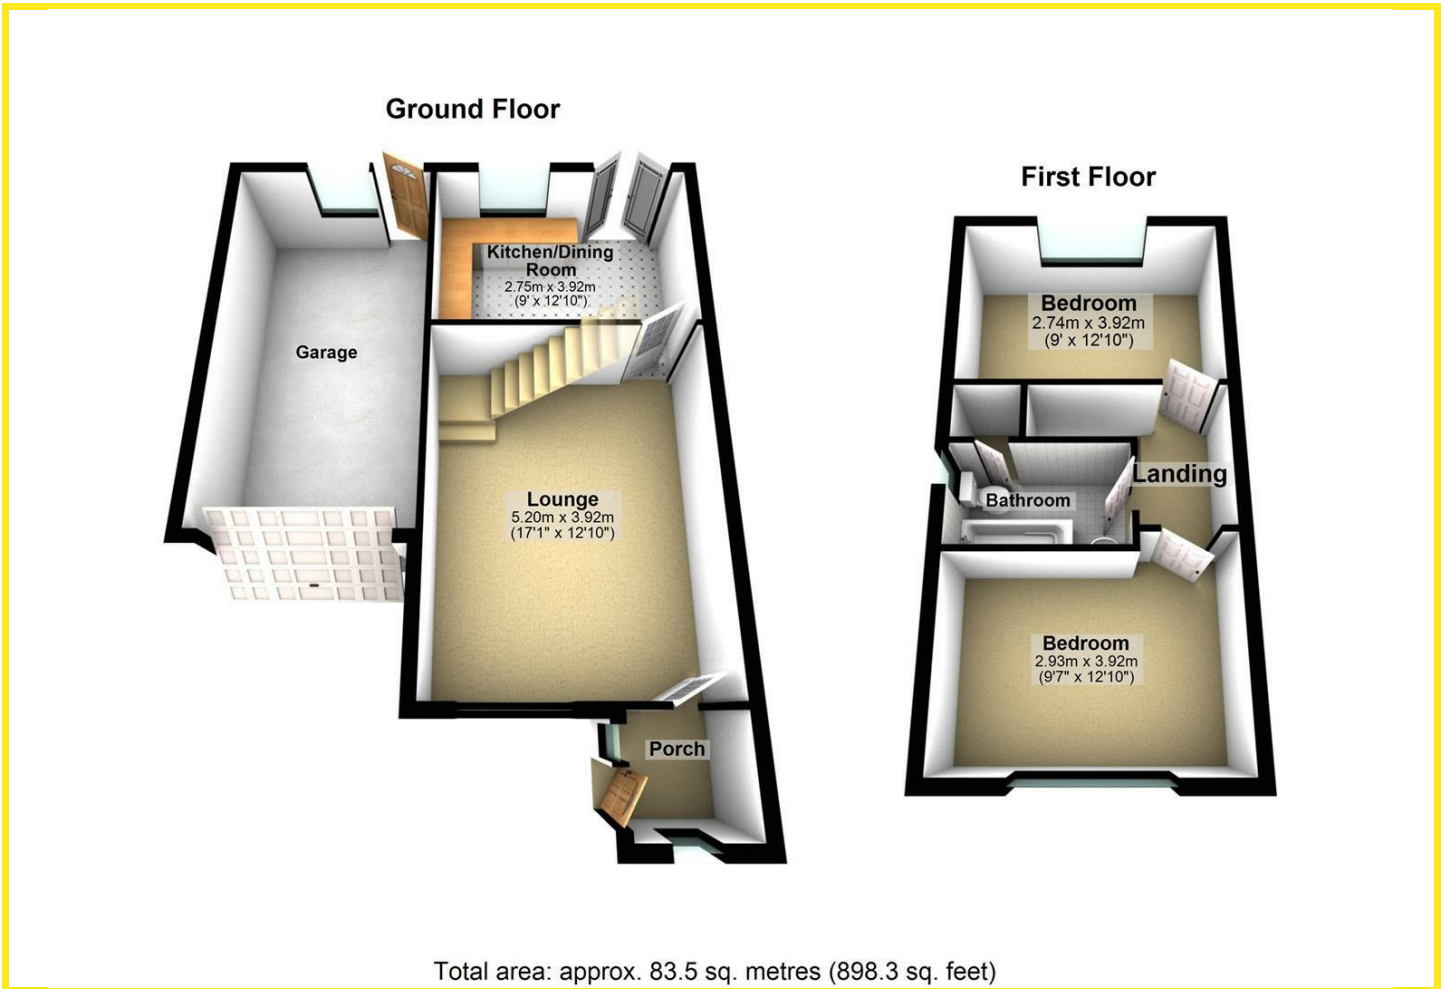 Ground Floor
Kitchen/Dining
Room
2.75m x 3.92m
(9' x 12'10")
Garage
Lounge
5.20m x 3.92m
(17'1" x 12'10")
Porch
First Floor
Bedroom
2.74m x 3.92m
(9' x 12'10")
Landing
Bathroom
Bedroom
2.93m x 3.92m
(9'7" x 12'10")
Total area: approx. 83.5 sq. metres (898.3 sq. feet)